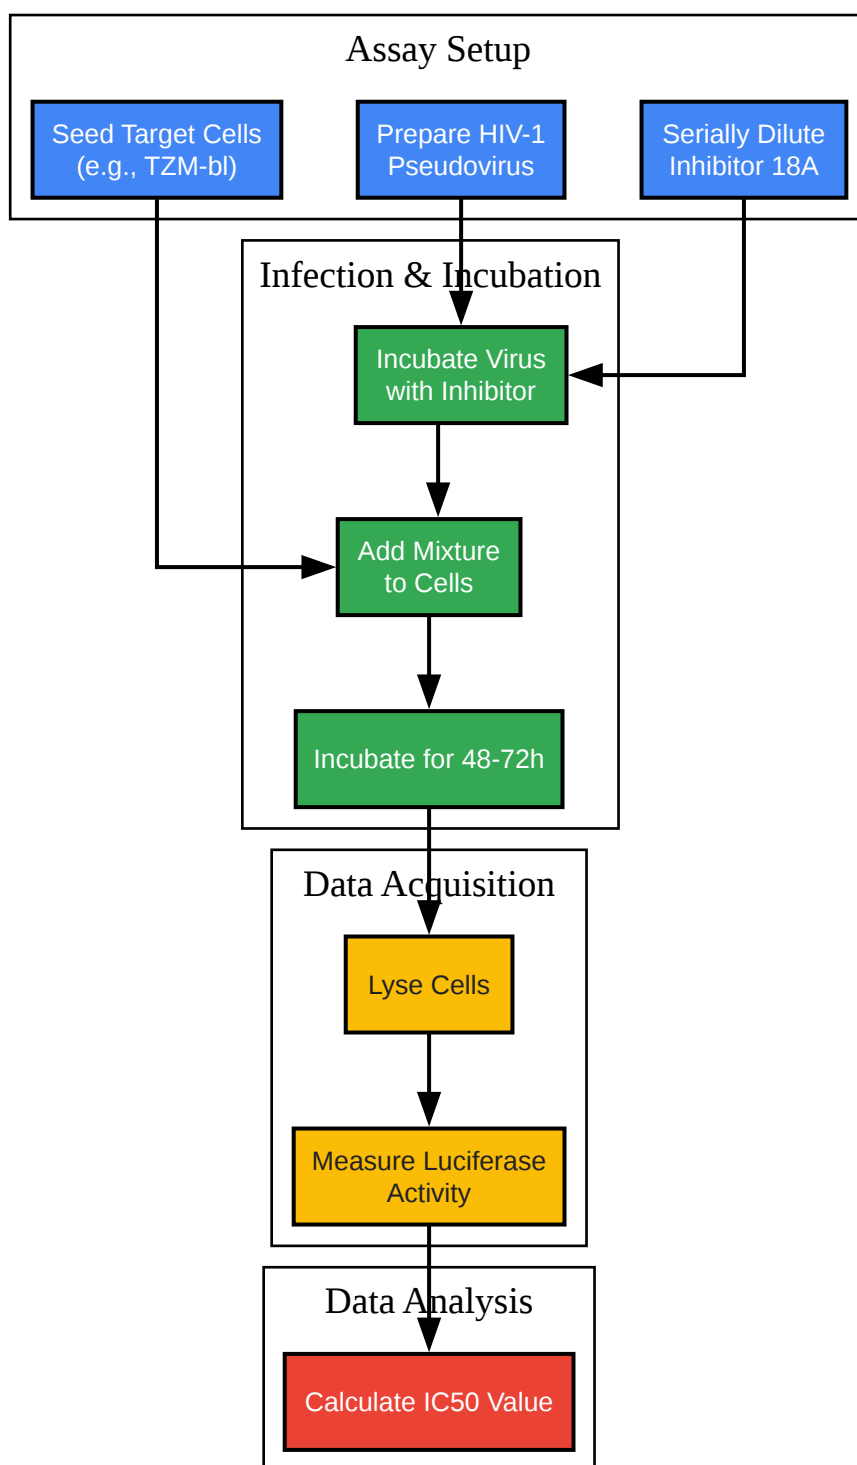 Assay Setup
Seed Target Cells
(e.g., TZM-bl)
Prepare HIV-1
Pseudovirus
Serially Dilute
Inhibitor 18A
Infection & Incubation
Incubate Virus
with Inhibitor
Add Mixture
to Cells
Incubate for 48-72h
Data Acquisition
Lyse Cells
Measure Luciferase
Activity
Data Analysis
Calculate IC50 Value